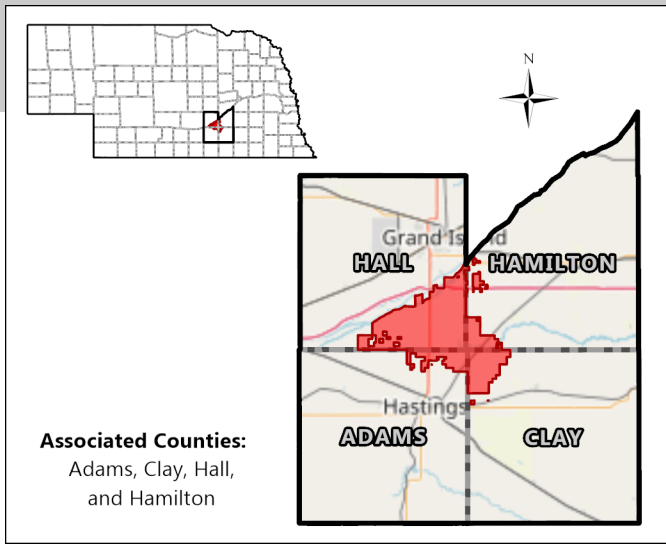 N
Grand Island
HALL
HAMILTON
Hastings
ADAMS
CLAY
Associated Counties:
Adams, Clay, Hall,
and Hamilton